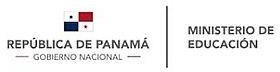 REPÚBLICA DE PANAMÁ
GOBIERNO NACIONAL
MINISTERIO DE
EDUCACIÓN